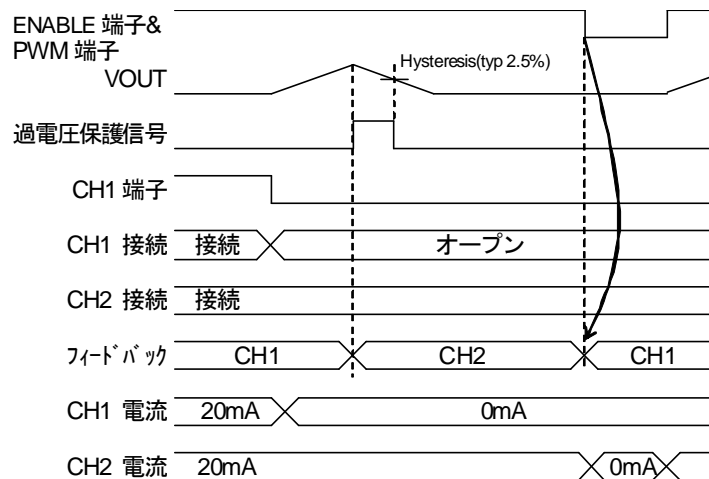 ENABLE 端子&
PWM 端子
VOUT
Hysteresis(typ 2.5%)
過電圧保護信号
CH1 端子
CH1 接続 接続 オープン
CH2 接続 接続
ﾌｨｰﾄﾞﾊﾞｯｸ CH1 CH2 CH1
CH1 電流 20mA 0mA
CH2 電流 20mA 0mA